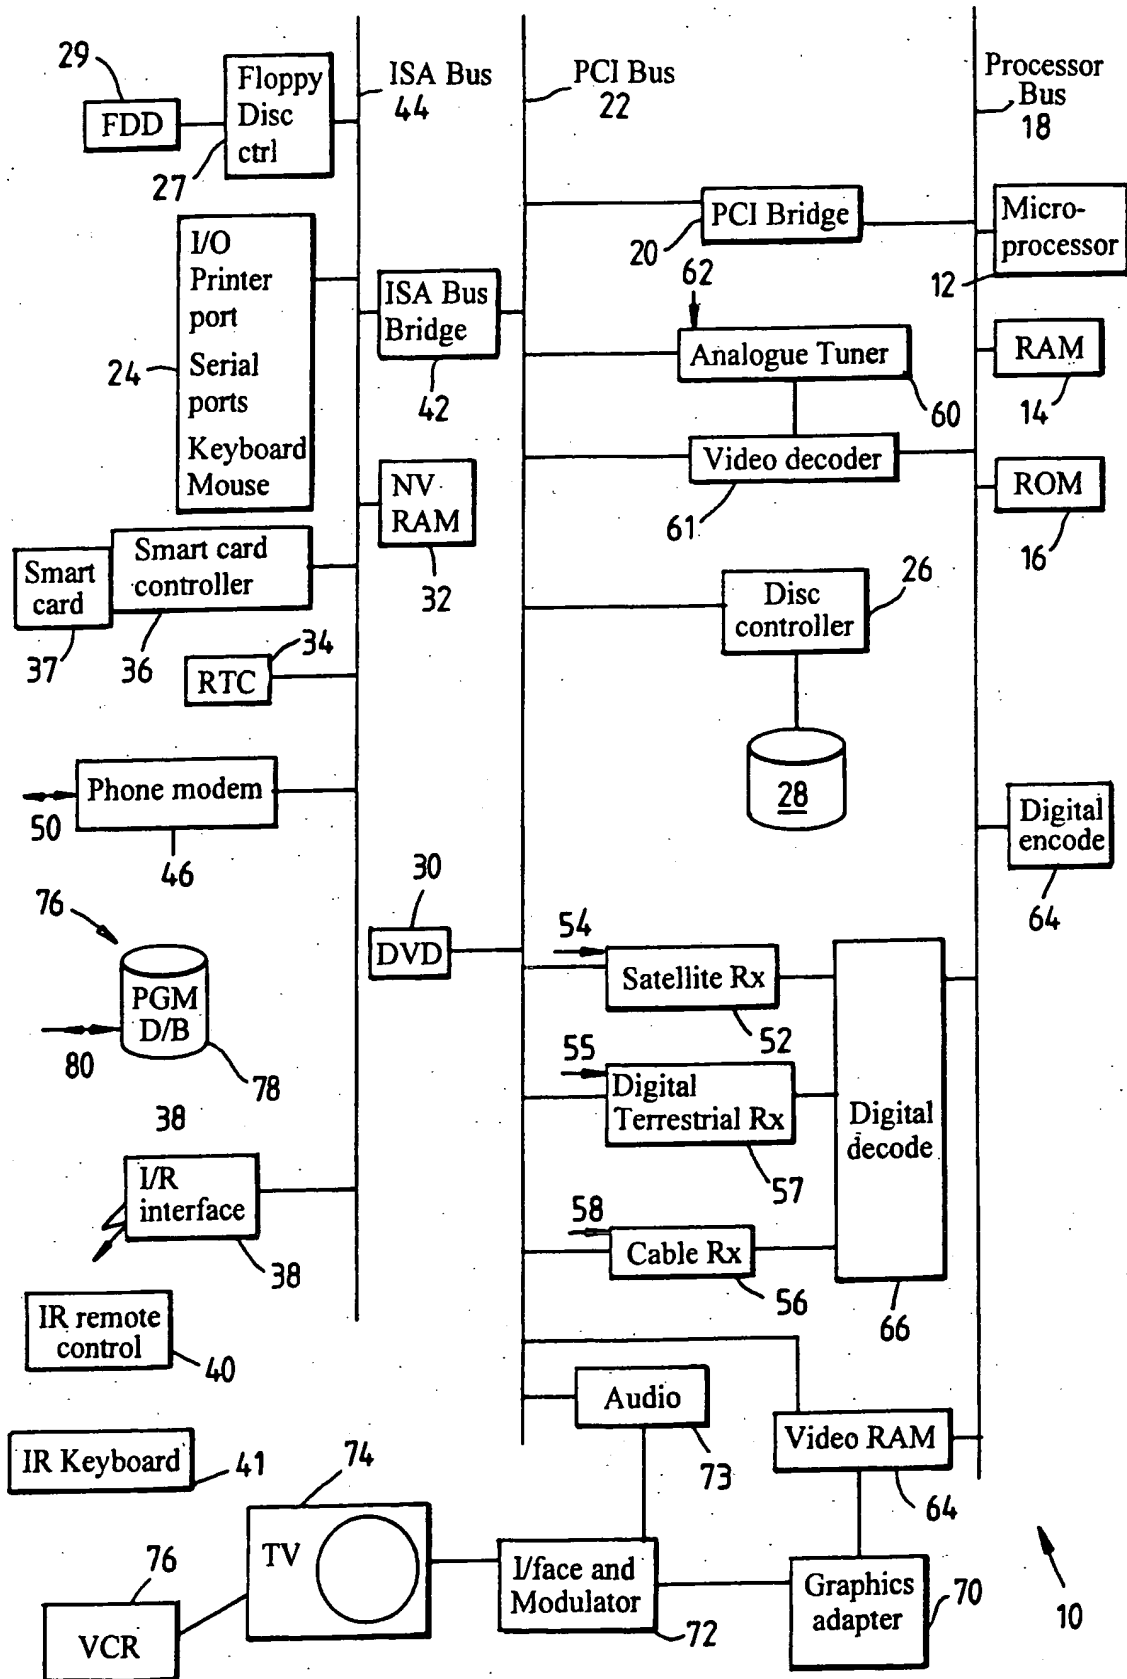 29
FDD
Floppy
Disc
ctrl
27
ISA Bus
44
PCI Bus
22
Processor
Bus
18
I/O
Printer
port
Serial
ports
Keyboard
Mouse
24
ISA Bus
Bridge
42
PCI Bridge
20
Micro-
processor
12
62
Analogue Tuner
60
RAM
14
Video decoder
61
ROM
16
NV
RAM
32
Smart
card
37
Smart card
controller
36
34
RTC
Disc
controller
26
28
Phone modem
50
46
Digital
encode
64
76
PGM
D/B
80
78
30
DVD
54
Satellite Rx
52
55
Digital
Terrestrial Rx
57
58
Cable Rx
56
Digital
decode
66
38
I/R
interface
38
IR remote
control
40
IR Keyboard
41
Audio
73
Video RAM
64
74
TV
76
VCR
I/face and
Modulator
72
Graphics
adapter
70
10